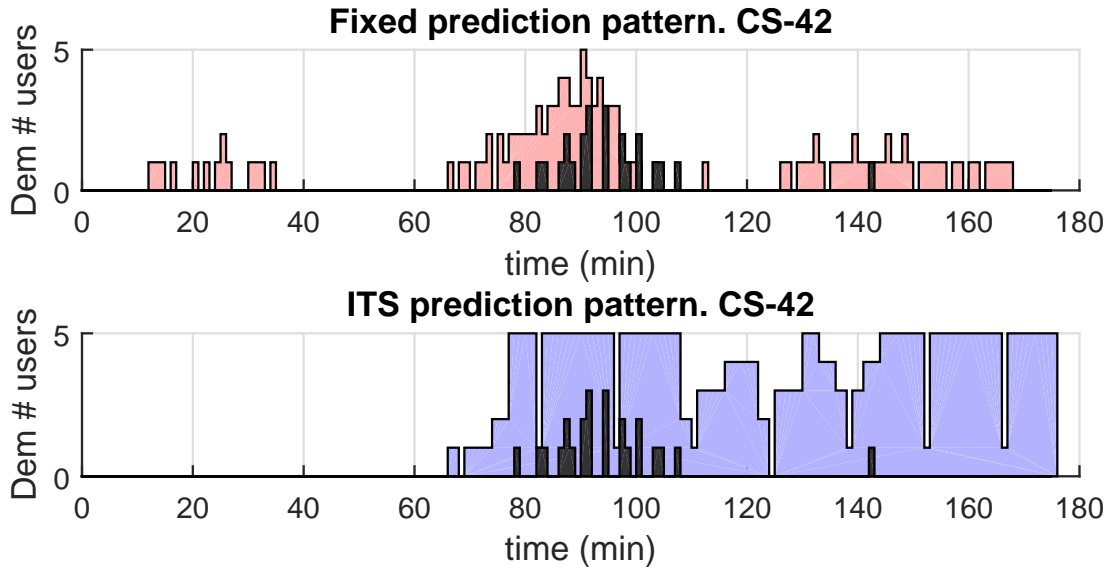 Fixed prediction pattern. CS-42
Dem # users
5
0
0 20 40 60 80 100 120 140 160 180
time (min)
ITS prediction pattern. CS-42
Dem # users
5
0
0 20 40 60 80 100 120 140 160 180
time (min)